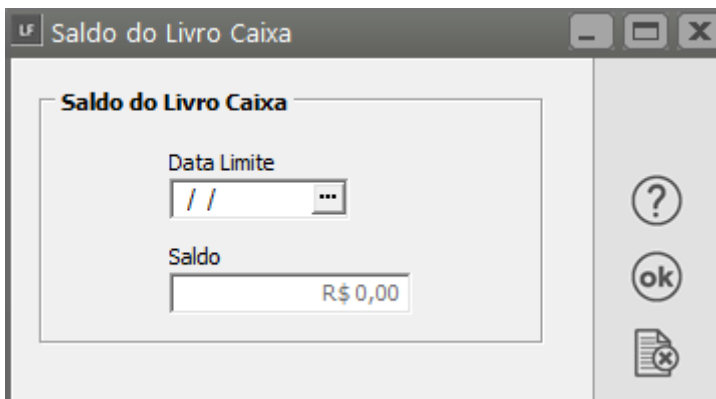 LF Saldo do Livro Caixa
Saldo do Livro Caixa
Data Limite
/ /
...
Saldo
R$ 0,00
?
ok